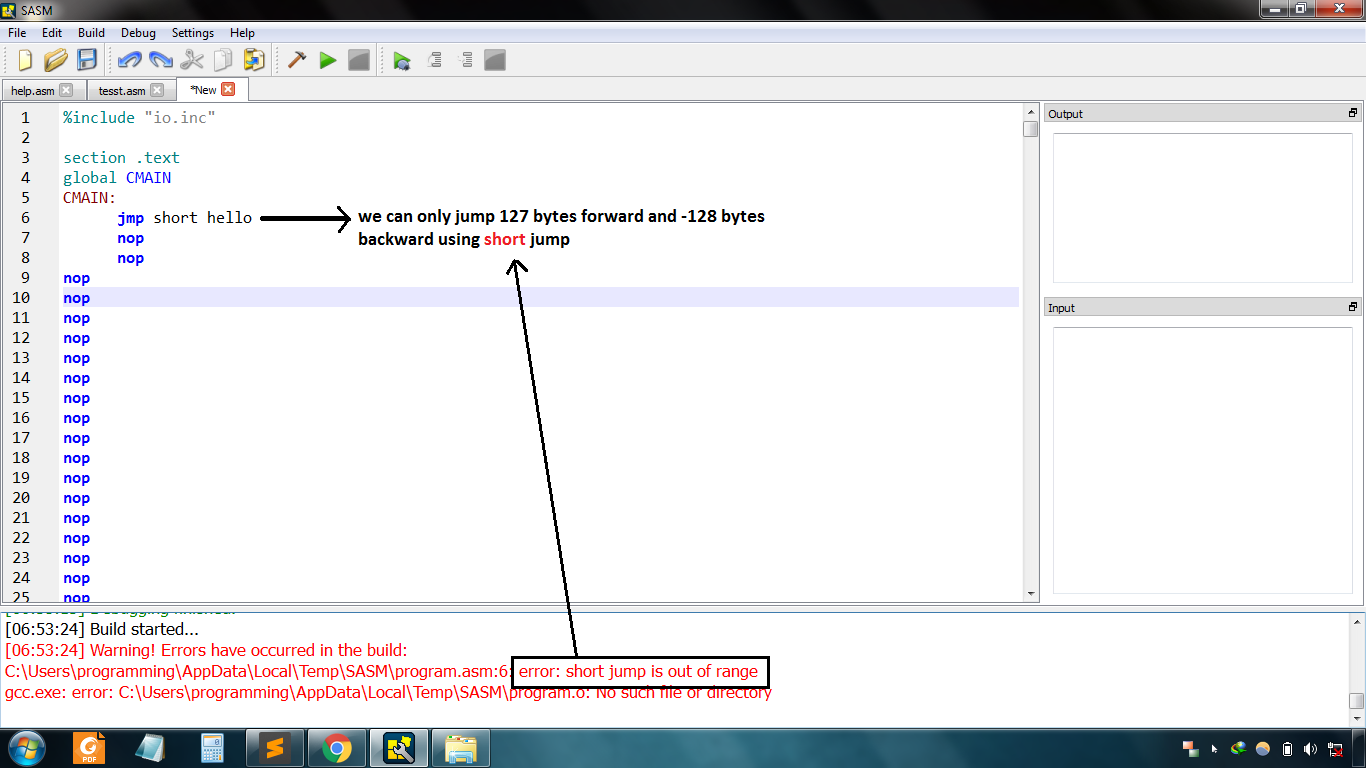 SASM
File Edit Build Debug Settings Help
help.asm tesst.asm *New
1 %include "io.inc"
2
3 section .text
4 global CMAIN
5 CMAIN:
6 jmp short hello
we can only jump 127 bytes forward and -128 bytes
backward using short jump
7 nop
8 nop
9 nop
10 nop
11 nop
12 nop
13 nop
14 nop
15 nop
16 nop
17 nop
18 nop
19 nop
20 nop
21 nop
22 nop
23 nop
24 nop
25 nop
Output
Input
[06:53:24] Build started...
[06:53:24] Warning! Errors have occurred in the build:
C:\Users\programming\AppData\Local\Temp\SASM\program.asm:6: error: short jump is out of range
gcc.exe: error: C:\Users\programming\AppData\Local\Temp\SASM\program.o: No such file or directory
PDF